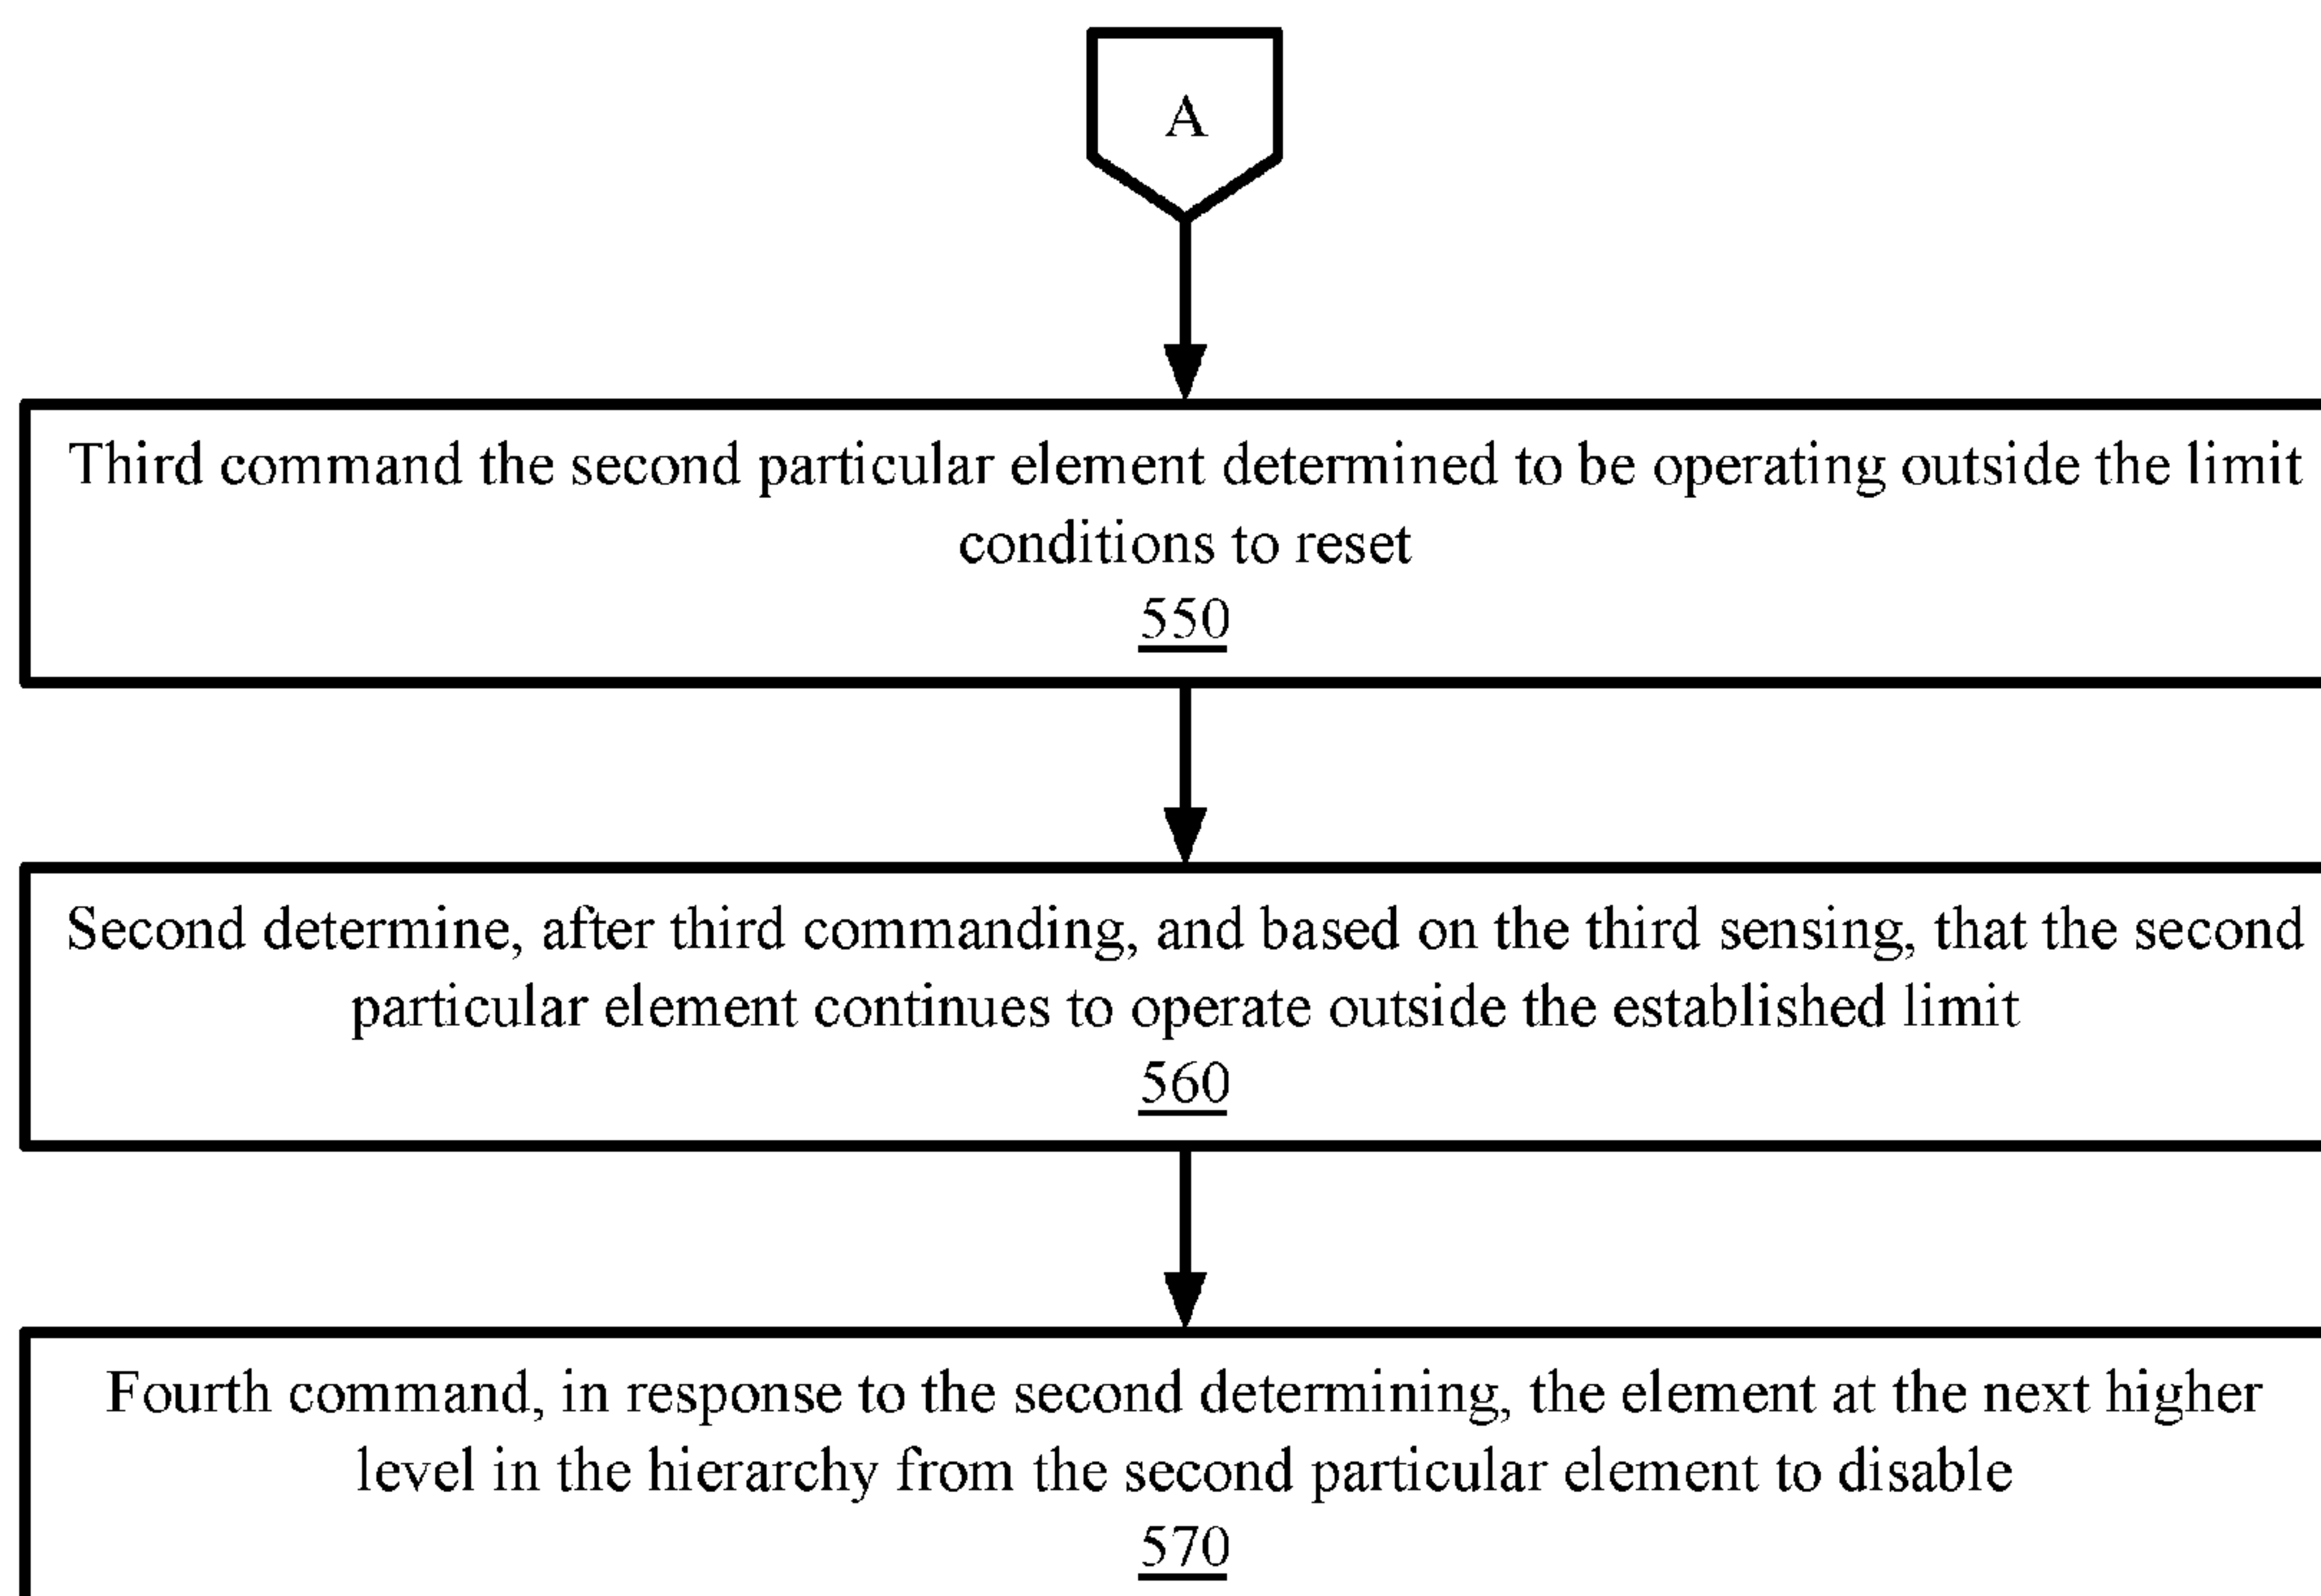 A
Third command the second particular element determined to be operating outside the limit
conditions to reset
550
Second determine, after third commanding, and based on the third sensing, that the second
particular element continues to operate outside the established limit
560
Fourth command, in response to the second determining, the element at the next higher
level in the hierarchy from the second particular element to disable
570